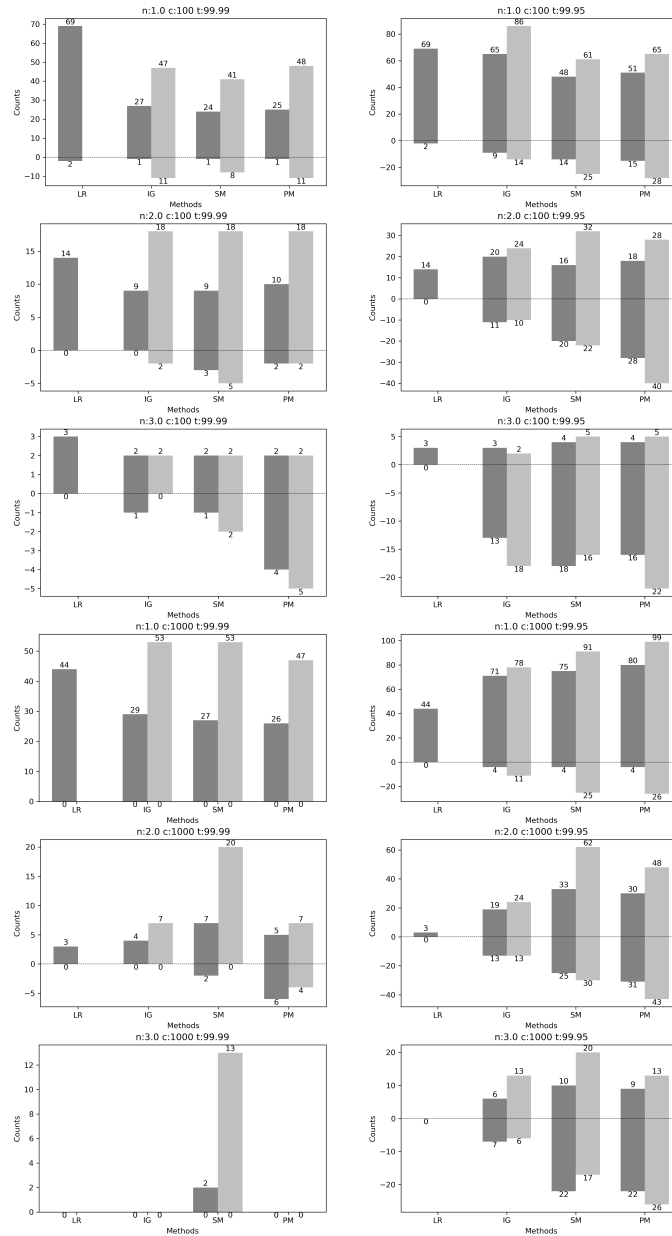 n:1.0 c:100 t:99.99
70
60
50
40
30
20
10
0
−10
Counts
69
2
27
1
47
11
24
1
41
8
25
1
48
11
LR
IG
SM
PM
Methods
n:1.0 c:100 t:99.95
80
60
40
20
0
−20
Counts
69
2
65
9
86
14
48
14
61
25
51
15
65
28
LR
IG
SM
PM
Methods
n:2.0 c:100 t:99.99
15
10
5
0
−5
Counts
14
0
9
0
18
2
9
3
18
5
10
2
18
2
LR
IG
SM
PM
Methods
n:2.0 c:100 t:99.95
30
20
10
0
−10
−20
−30
−40
Counts
14
0
20
11
24
10
16
20
32
22
18
28
28
40
LR
IG
SM
PM
Methods
n:3.0 c:100 t:99.99
3
2
1
0
−1
−2
−3
−4
−5
Counts
3
0
2
1
2
0
2
1
2
2
2
4
2
5
LR
IG
SM
PM
Methods
n:3.0 c:100 t:99.95
5
0
−5
−10
−15
−20
Counts
3
0
3
13
2
18
4
18
5
16
4
16
5
22
LR
IG
SM
PM
Methods
n:1.0 c:1000 t:99.99
50
40
30
20
10
0
Counts
44
0
29
0
53
0
27
0
53
0
26
0
47
0
LR
IG
SM
PM
Methods
n:1.0 c:1000 t:99.95
100
80
60
40
20
0
−20
Counts
44
0
71
4
78
11
75
4
91
25
80
4
99
26
LR
IG
SM
PM
Methods
n:2.0 c:1000 t:99.99
20
15
10
5
0
−5
Counts
3
0
4
0
7
0
7
2
20
0
5
6
7
4
LR
IG
SM
PM
Methods
n:2.0 c:1000 t:99.95
60
40
20
0
−20
−40
Counts
3
0
19
13
24
13
33
25
62
30
30
31
48
43
LR
IG
SM
PM
Methods
n:3.0 c:1000 t:99.99
12
10
8
6
4
2
0
Counts
0
0
0
2
0
13
0
0
0
LR
IG
SM
PM
Methods
n:3.0 c:1000 t:99.95
20
10
0
−10
−20
Counts
0
6
7
13
6
10
22
20
17
9
22
13
26
LR
IG
SM
PM
Methods